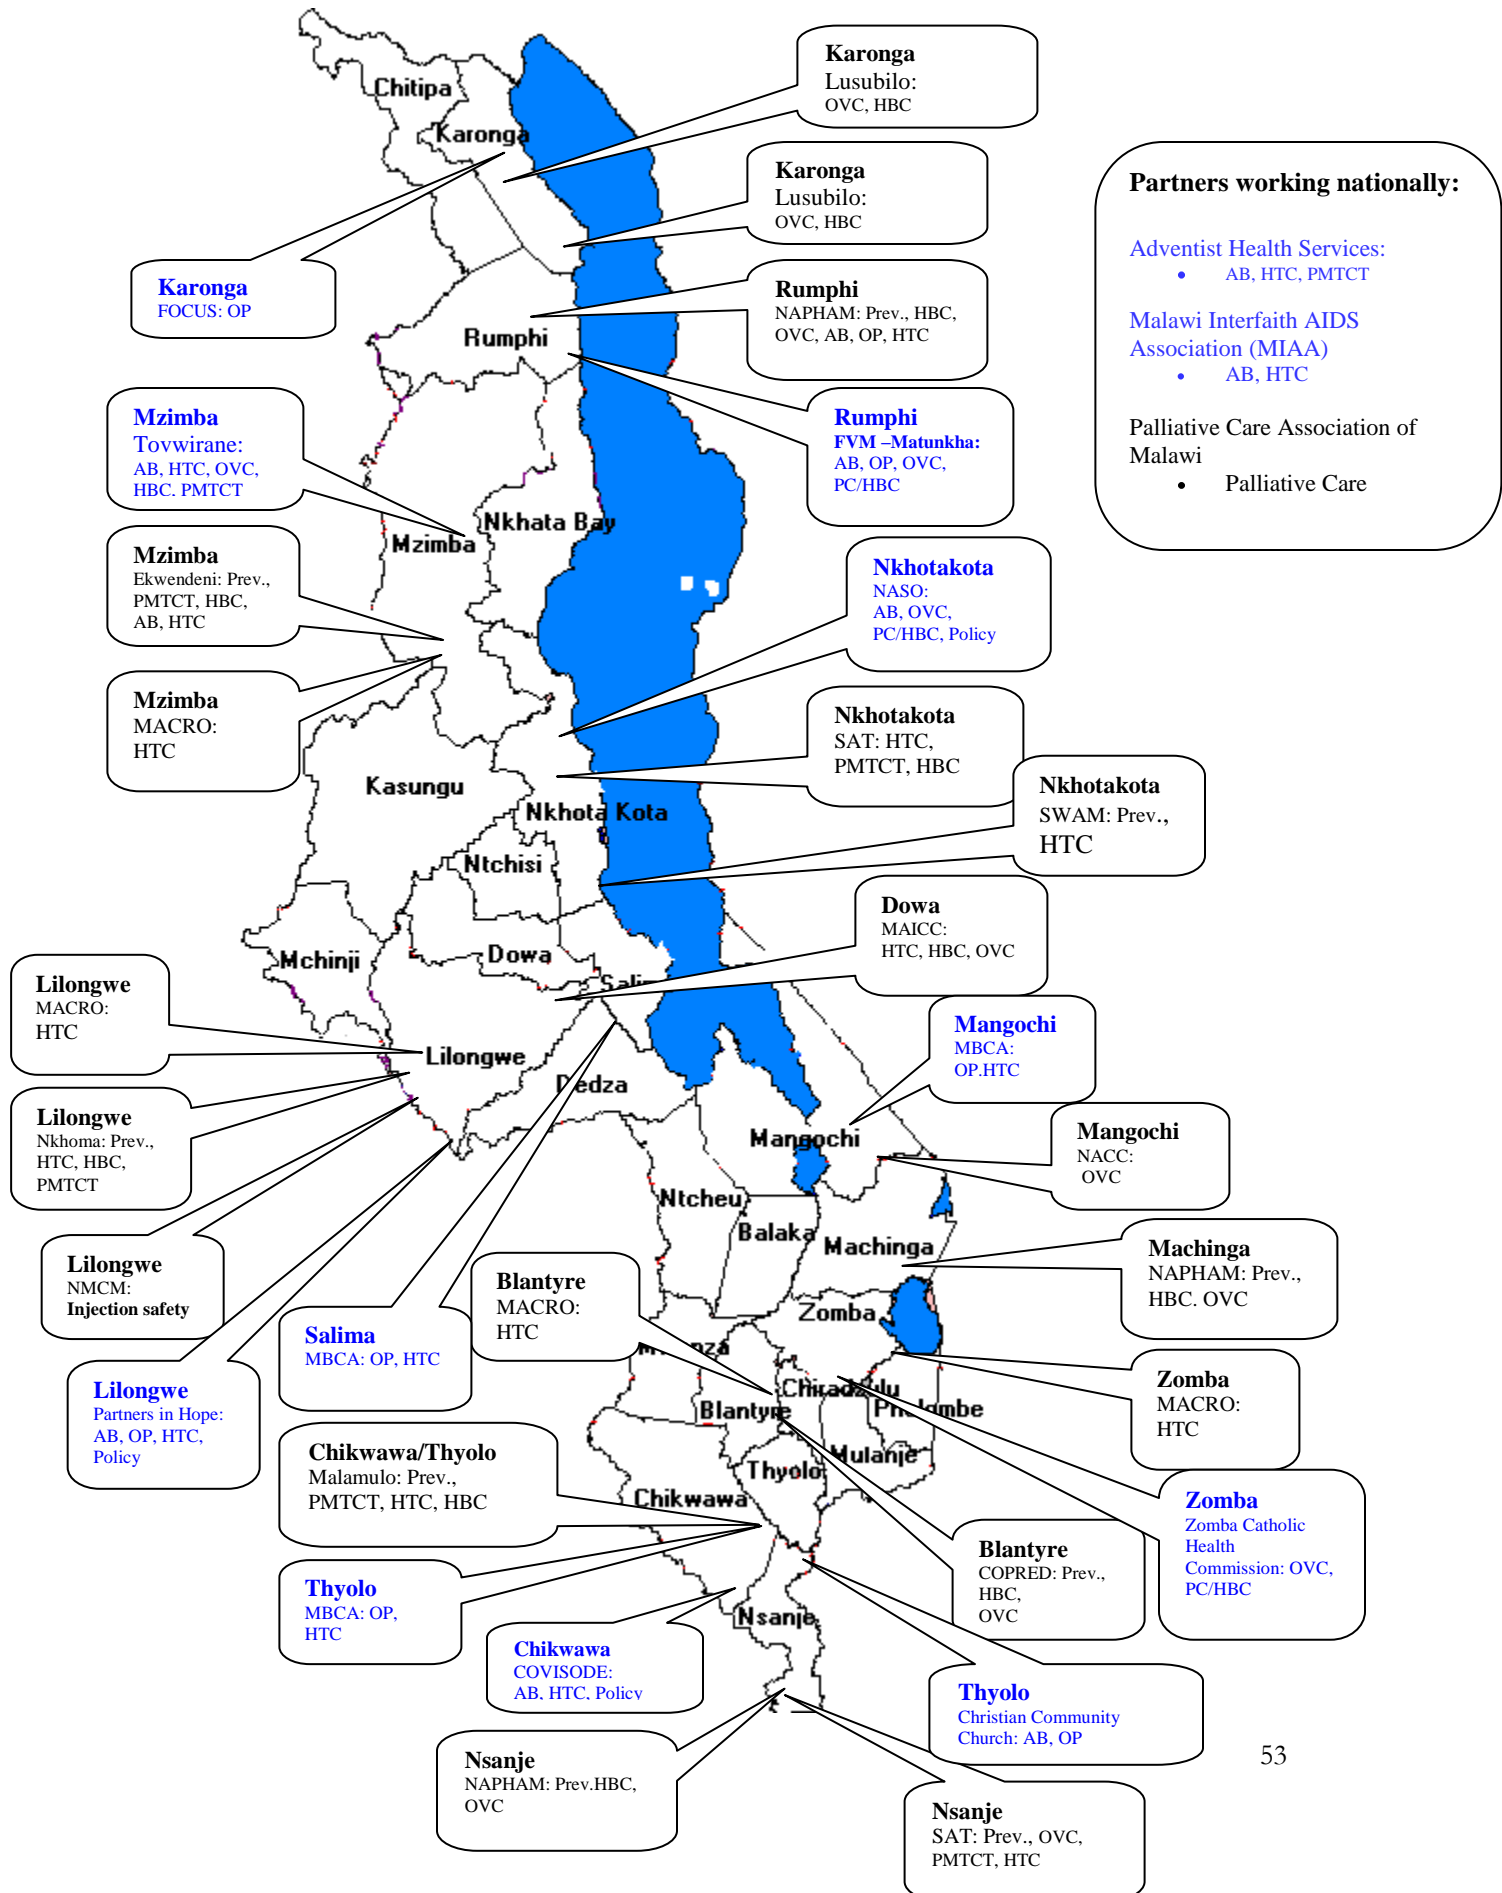 Chitipa
Karonga
Karonga
Lusubilo:
OVC, HBC
Karonga
Lusubilo:
OVC, HBC
Partners working nationally:
Adventist Health Services:
• AB, HTC, PMTCT
Malawi Interfaith AIDS
Association (MIAA)
• AB, HTC
Palliative Care Association of
Malawi
• Palliative Care
Karonga
FOCUS: OP
Rumphi
NAPHAM: Prev., HBC,
OVC, AB, OP, HTC
Rumphi
Mzimba
Tovwirane:
AB, HTC, OVC,
HBC. PMTCT
Rumphi
FVM –Matunkha:
AB, OP, OVC,
PC/HBC
Nkhata Bay
Mzimba
Mzimba
Ekwendeni: Prev.,
PMTCT, HBC,
AB, HTC
Nkhotakota
NASO:
AB, OVC,
PC/HBC, Policy
Mzimba
MACRO:
HTC
Nkhotakota
SAT: HTC,
PMTCT, HBC
Kasungu
Nkhota Kota
Nkhotakota
SWAM: Prev.,
HTC
Ntchisi
Dowa
MAICC:
HTC, HBC, OVC
Mchinji
Dowa
Lilongwe
MACRO:
HTC
Mangochi
MBCA:
OP.HTC
Lilongwe
Dedza
Lilongwe
Nkhoma: Prev.,
HTC, HBC,
PMTCT
Mangochi
Mangochi
NACC:
OVC
Ntcheu
Balaka
Machinga
Machinga
NAPHAM: Prev.,
HBC. OVC
Lilongwe
NMCM:
Injection safety
Blantyre
MACRO:
HTC
Salima
MBCA: OP, HTC
Zomba
Zomba
MACRO:
HTC
Lilongwe
Partners in Hope:
AB, OP, HTC,
Policy
Chiradzulu
Blantyre
Phalombe
Mulanje
Thyolo
Chikwawa
Chikwawa/Thyolo
Malamulo: Prev.,
PMTCT, HTC, HBC
Zomba
Zomba Catholic
Health
Commission: OVC,
PC/HBC
Blantyre
COPRED: Prev.,
HBC,
OVC
Thyolo
MBCA: OP,
HTC
Nsanje
Chikwawa
COVISODE:
AB, HTC, Policy
Thyolo
Christian Community
Church: AB, OP
Nsanje
NAPHAM: Prev.HBC,
OVC
Nsanje
SAT: Prev., OVC,
PMTCT, HTC
53